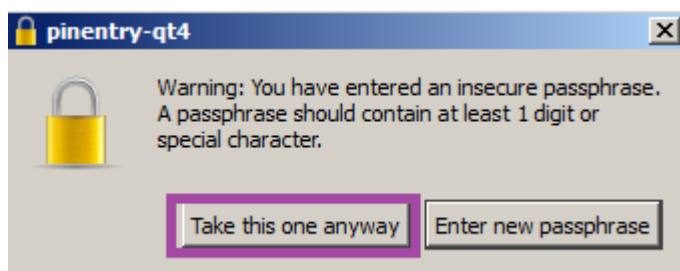 pinentry-qt4
Warning: You have entered an insecure passphrase.
A passphrase should contain at least 1 digit or
special character.
Take this one anyway Enter new passphrase